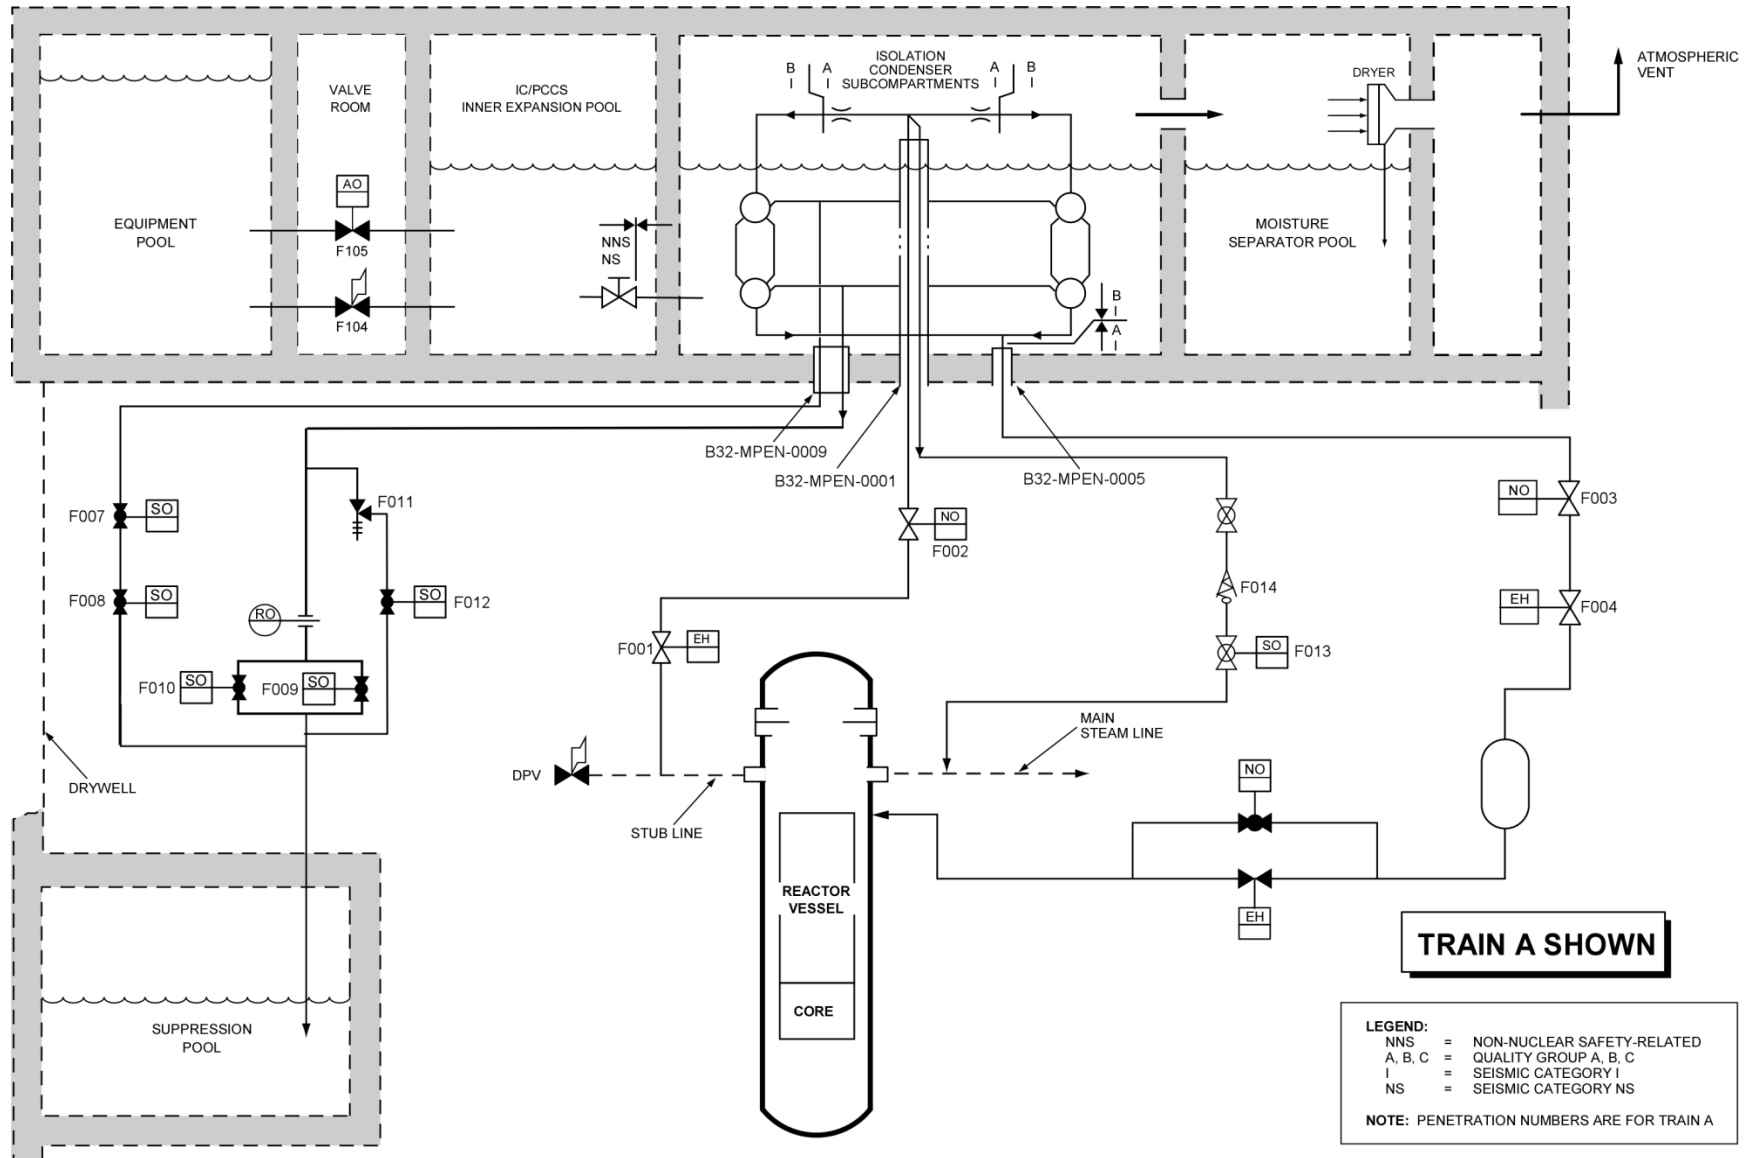 ISOLATION
CONDENSER
SUBCOMPARTMENTS
B
I
A
I
A
I
B
I
ATMOSPHERIC
VENT
DRYER
VALVE
ROOM
IC/PCCS
INNER EXPANSION POOL
AO
F105
EQUIPMENT
POOL
NNS
NS
MOISTURE
SEPARATOR POOL
F104
B
I
A
I
B32-MPEN-0009
B32-MPEN-0001
B32-MPEN-0005
F007
SO
F011
NO
F002
NO
F003
F008
SO
SO
F012
RO
F014
EH
F004
F001
EH
SO
F013
F010
SO
F009
SO
MAIN
STEAM LINE
DRYWELL
DPV
STUB LINE
NO
REACTOR
VESSEL
EH
CORE
SUPPRESSION
POOL
TRAIN A SHOWN
LEGEND:
NNS = NON-NUCLEAR SAFETY-RELATED
A, B, C = QUALITY GROUP A, B, C
I = SEISMIC CATEGORY I
NS = SEISMIC CATEGORY NS
NOTE: PENETRATION NUMBERS ARE FOR TRAIN A